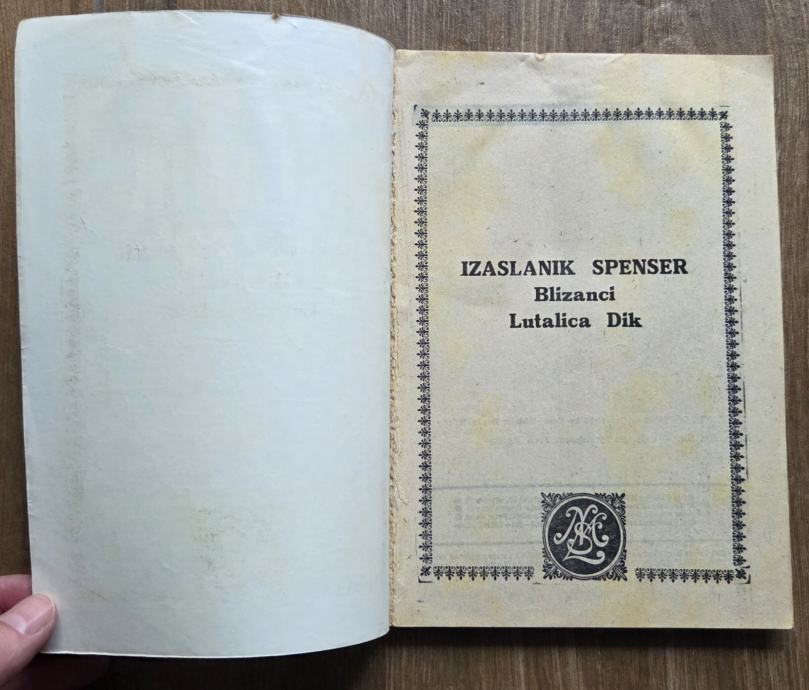 IZASLANIK SPENSER
Blizanci
Lutalica Dik